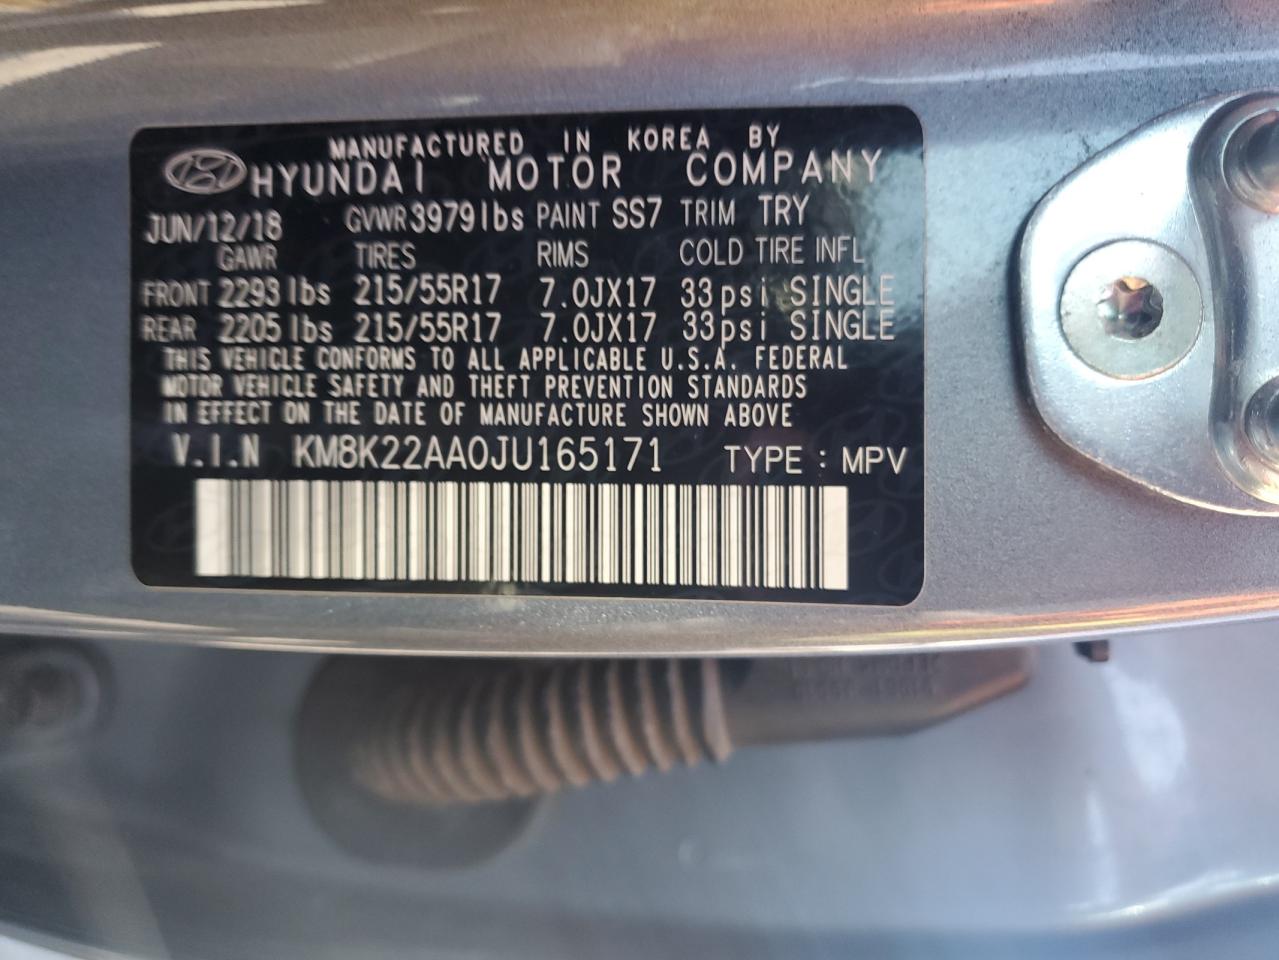 MANUFACTURED IN KOREA BY
HYUNDAI MOTOR COMPANY
JUN/12/18 GVWR 3979lbs PAINT SS7 TRIM TRY
GAWR TIRES RIMS COLD TIRE INFL
FRONT 2293 lbs 215/55R17 7.0JX17 33psi SINGLE
REAR 2205 lbs 215/55R17 7.0JX17 33psi SINGLE
THIS VEHICLE CONFORMS TO ALL APPLICABLE U.S.A. FEDERAL
MOTOR VEHICLE SAFETY AND THEFT PREVENTION STANDARDS
IN EFFECT ON THE DATE OF MANUFACTURE SHOWN ABOVE
V.I.N KM8K22AA0JU165171 TYPE : MPV